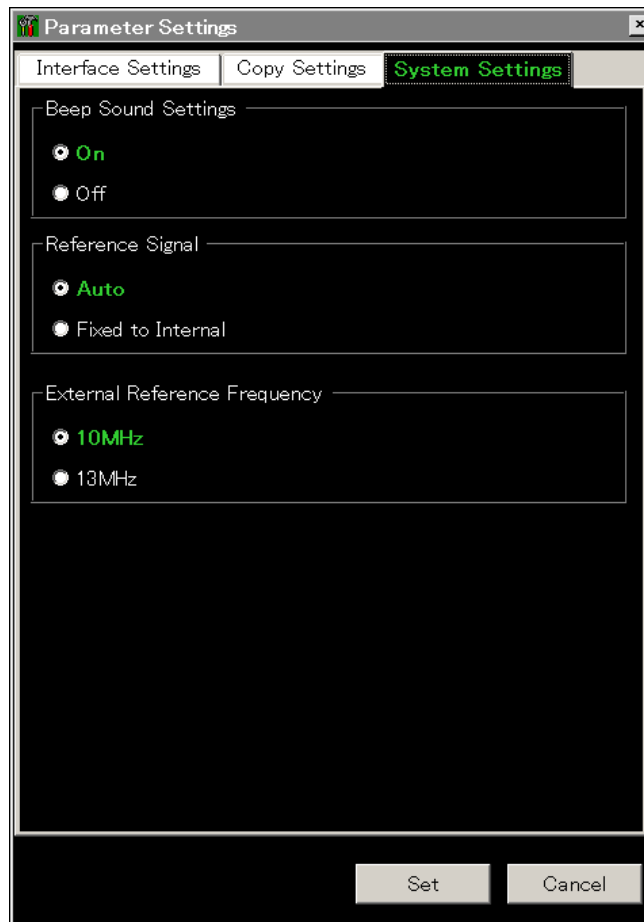 Parameter Settings
Interface Settings Copy Settings System Settings
Beep Sound Settings
On
Off
Reference Signal
Auto
Fixed to Internal
External Reference Frequency
10MHz
13MHz
Set Cancel